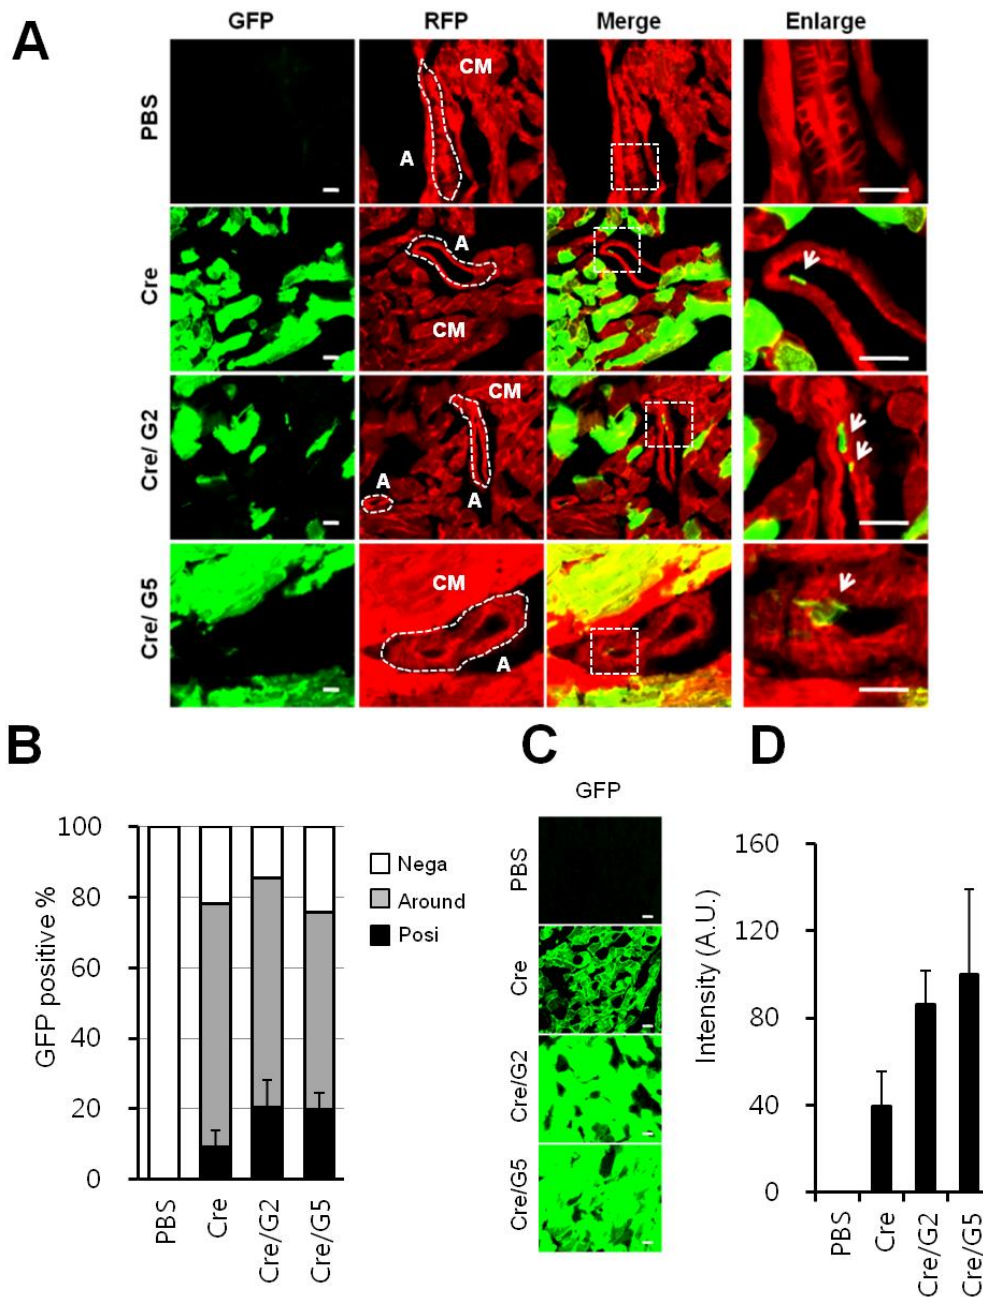 A
GFP RFP Merge Enlarge
PBS
CM
A
Cre
A
CM
Cre/ G2
CM
A
A
Cre/ G5
CM
A
B
GFP positive %
100
80
60
40
20
0
PBS Cre Cre/G2 Cre/G5
Nega
Around
Posi
C
GFP
PBS
Cre
Cre/G2
Cre/G5
D
Intensity (A.U.)
160
120
80
40
0
PBS Cre Cre/G2 Cre/G5